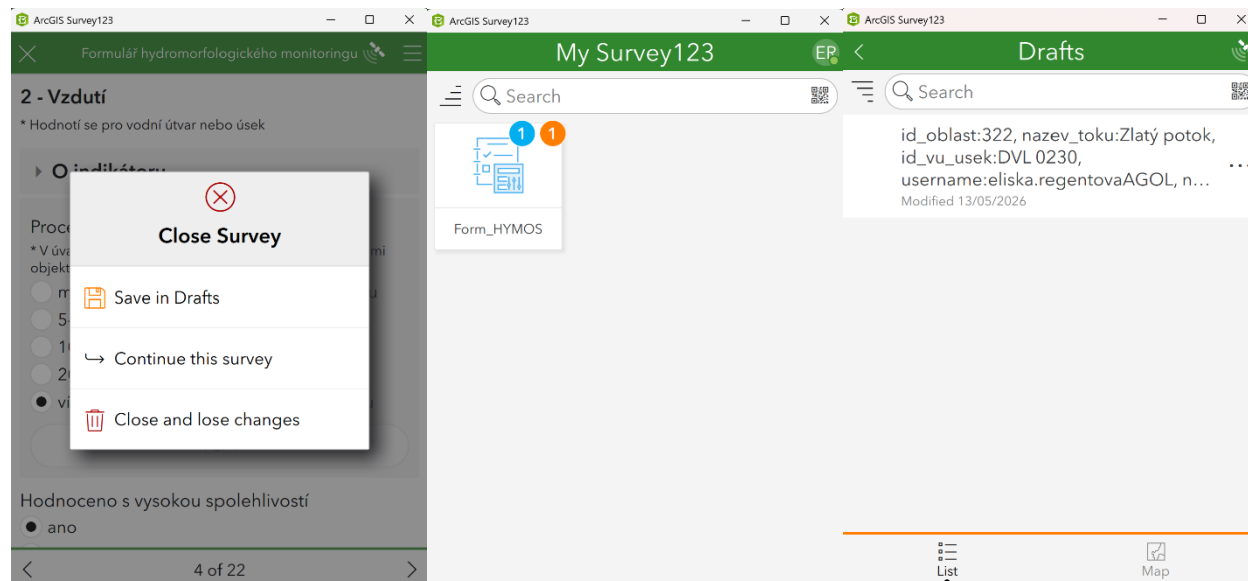 ArcGIS Survey123
Formulář hydromorfologického monitoringu
2 - Vzdutí
* Hodnotí se pro vodní útvar nebo úsek
O indikátoru
Close Survey
Save in Drafts
Continue this survey
Close and lose changes
Hodnoceno s vysokou spolehlivostí
ano
4 of 22
ArcGIS Survey123
My Survey123
EP
Search
1 1
Form_HYMOS
ArcGIS Survey123
Drafts
Search
id_oblast:322, nazev_toku:Zlatý potok,
id_vu_usek:DVL 0230,
username:eliska.regentovaAGOL, n...
Modified 13/05/2026
List
Map